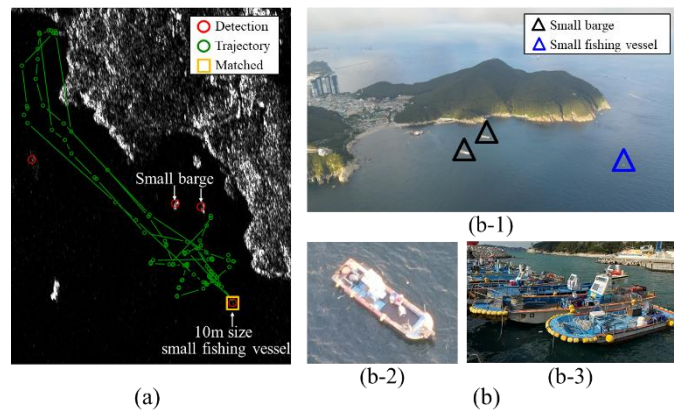 Detection
Trajectory
Matched
Small barge
10m size
small fishing vessel
(a)
Small barge
Small fishing vessel
(b-1)
(b-2)
(b-3)
(b)